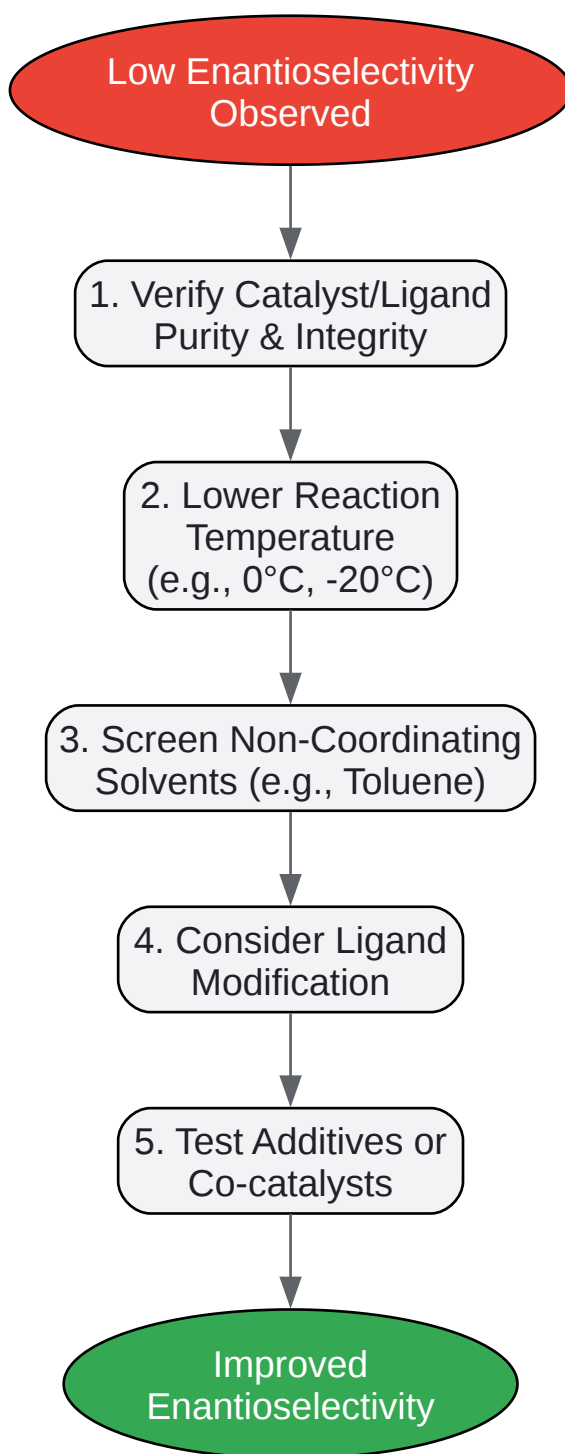 Low Enantioselectivity
Observed
1. Verify Catalyst/Ligand
Purity & Integrity
2. Lower Reaction
Temperature
(e.g., 0°C, -20°C)
3. Screen Non-Coordinating
Solvents (e.g., Toluene)
4. Consider Ligand
Modification
5. Test Additives or
Co-catalysts
Improved
Enantioselectivity